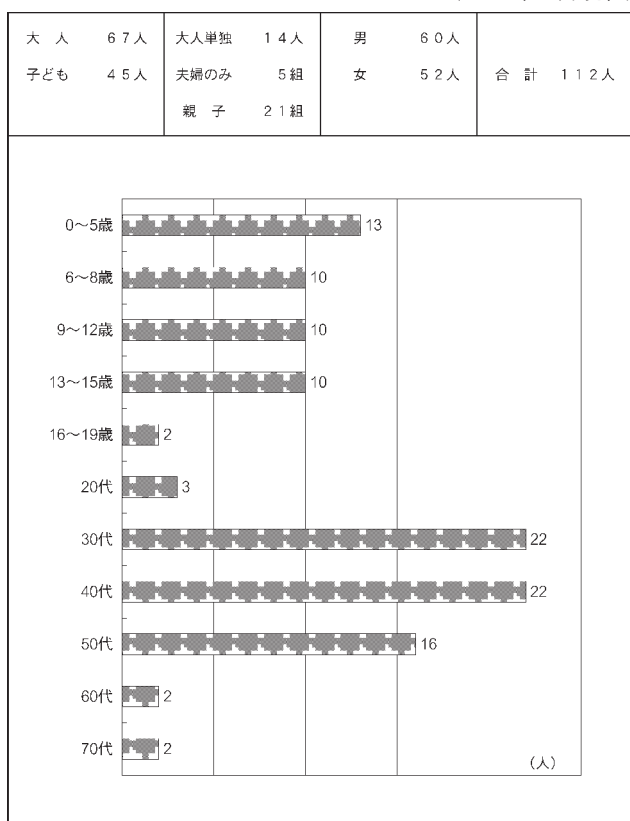 大 人 67人
子ども 45人
大人単独 14人
夫婦のみ 5組
親 子 21組
男 60人
女 52人
合 計 112人
0～5歳 13
6～8歳 10
9～12歳 10
13～15歳 10
16～19歳 2
20代 3
30代 22
40代 22
50代 16
60代 2
70代 2
(人)